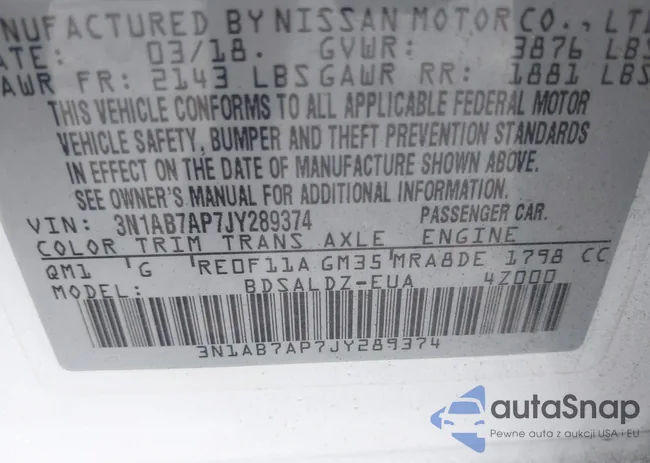 NUFACTURED BY NISSAN MOTOR CO., LTD
ATE: 03/18. GVWR: 3876 LBS
AWR FR: 2143 LBS GAWR RR: 1881 LBS
THIS VEHICLE CONFORMS TO ALL APPLICABLE FEDERAL MOTOR
VEHICLE SAFETY, BUMPER AND THEFT PREVENTION STANDARDS
IN EFFECT ON THE DATE OF MANUFACTURE SHOWN ABOVE.
SEE OWNER'S MANUAL FOR ADDITIONAL INFORMATION.
VIN: 3N1AB7AP7JY289374 PASSENGER CAR.
COLOR TRIM TRANS AXLE ENGINE
QM1 G RE0F11A GM35 MRA8DE 1798 CC
MODEL BDSALDZ-EUA 4Z000
3N1AB7AP7JY289374
autaSnap
Pewne auta z aukcji USA i EU